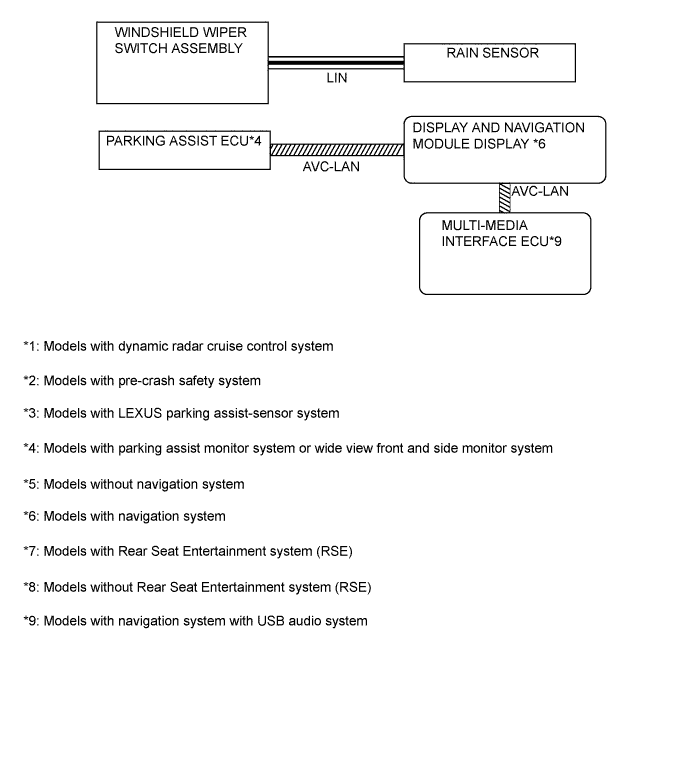 WINDSHIELD WIPER
SWITCH ASSEMBLY
RAIN SENSOR
LIN
PARKING ASSIST ECU*4
DISPLAY AND NAVIGATION
MODULE DISPLAY *6
AVC-LAN
AVC-LAN
MULTI-MEDIA
INTERFACE ECU*9
*1: Models with dynamic radar cruise control system
*2: Models with pre-crash safety system
*3: Models with LEXUS parking assist-sensor system
*4: Models with parking assist monitor system or wide view front and side monitor system
*5: Models without navigation system
*6: Models with navigation system
*7: Models with Rear Seat Entertainment system (RSE)
*8: Models without Rear Seat Entertainment system (RSE)
*9: Models with navigation system with USB audio system